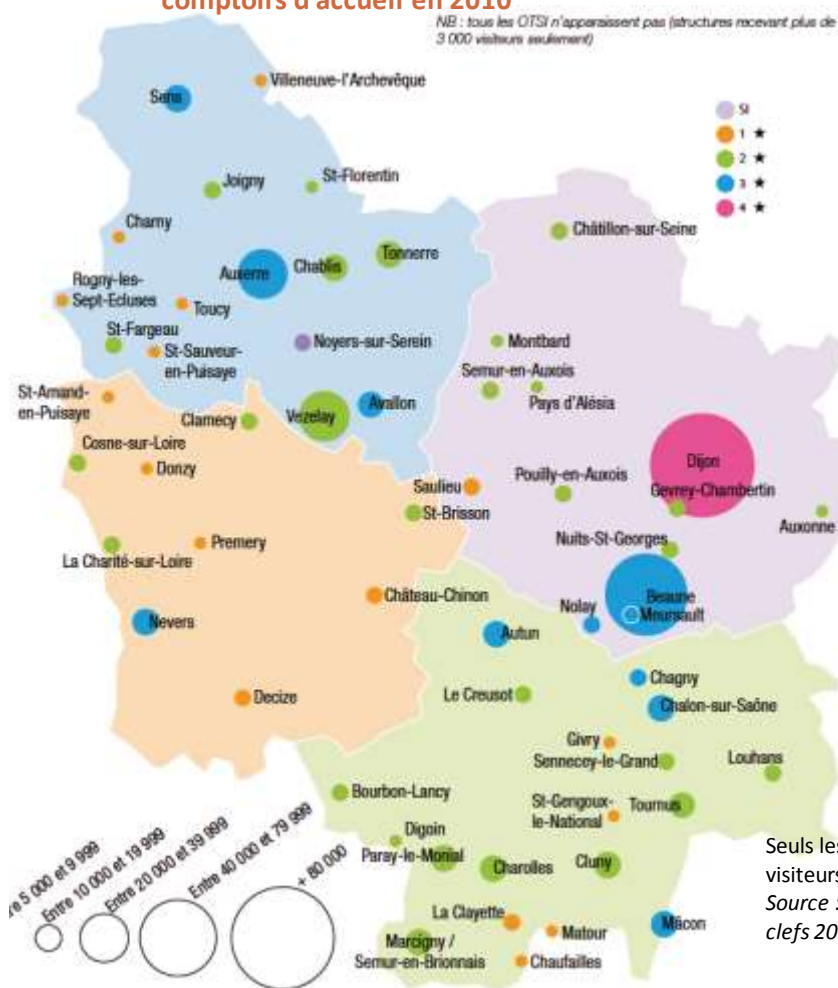 comptoirs d'accueil en 2010
NB : tous les OTSI n'apparaissent pas (structures recevant plus de
3 000 visiteurs seulement)
Villeneuve-l'Archevêque
Sens
SI
1 ★
2 ★
3 ★
4 ★
Joigny
St-Florentin
Charny
Châtillon-sur-Seine
Auxerre
Chablis
Tonnerre
Rogny-les-
Sept-Ecluses
Toucy
St-Fargeau
St-Sauveur-
en-Puisaye
Noyers-sur-Serein
Montbard
Semur-en-Auxois
Pays d'Alésia
St-Amand-
en-Puisaye
Clamecy
Vezelay
Avallon
Cosne-sur-Loire
Donzy
Dijon
Saulieu
Pouilly-en-Auxois
Gevrey-Chambertin
St-Brisson
Auxonne
Premery
La Charité-sur-Loire
Nuits-St-Georges
Château-Chinon
Beaune
Nolay
Meursault
Nevers
Autun
Chagny
Le Creusot
Chalon-sur-Saône
Decize
Givry
Sennecey-le-Grand
Louhans
Bourbon-Lancy
St-Gengoux-
le-National
Tournus
Digoin
Paray-le-Monial
Charolles
Cluny
La Clayette
Matour
Mâcon
Marcigny /
Semur-en-Brionnais
Chaufailles
5 000 et 9 999
Entre 10 000 et 19 999
Entre 20 000 et 39 999
Entre 40 000 et 79 999
+ 80 000
Seuls les
visiteurs
Source
clefs